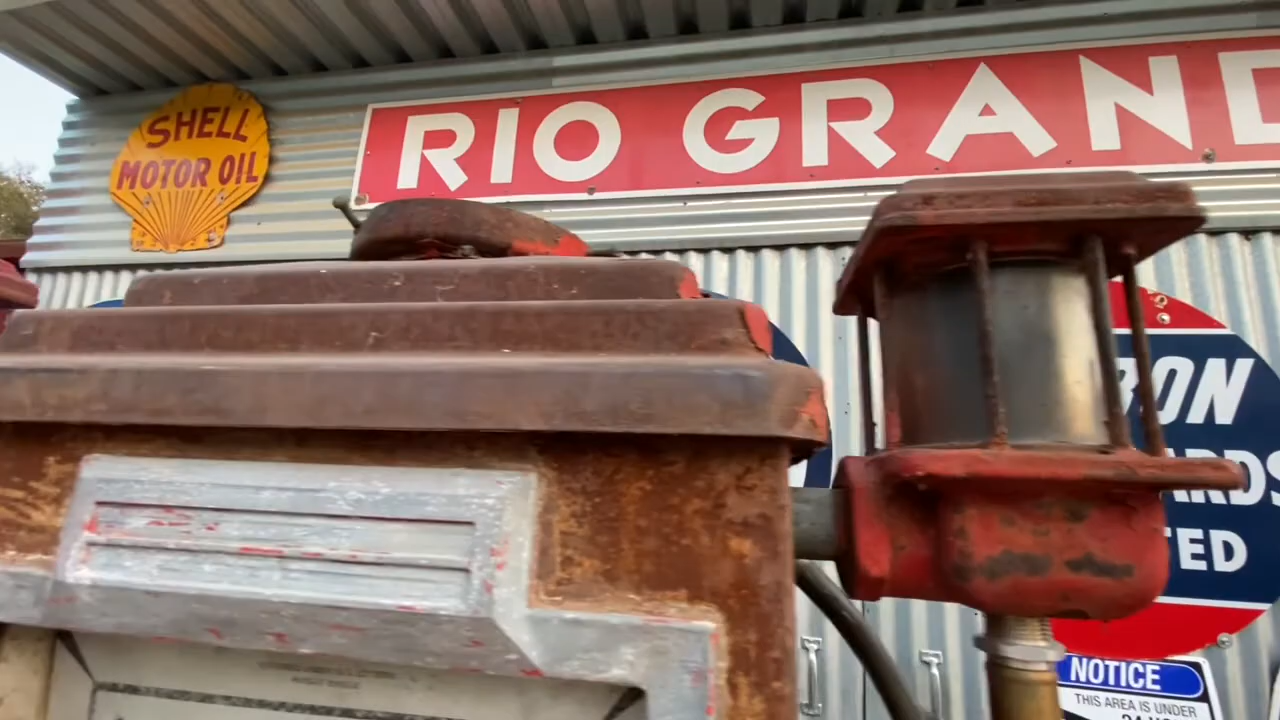 SHELL
MOTOR OIL
RIO GRAND
RON
ARDS
TED
NOTICE
THIS AREA IS UNDER